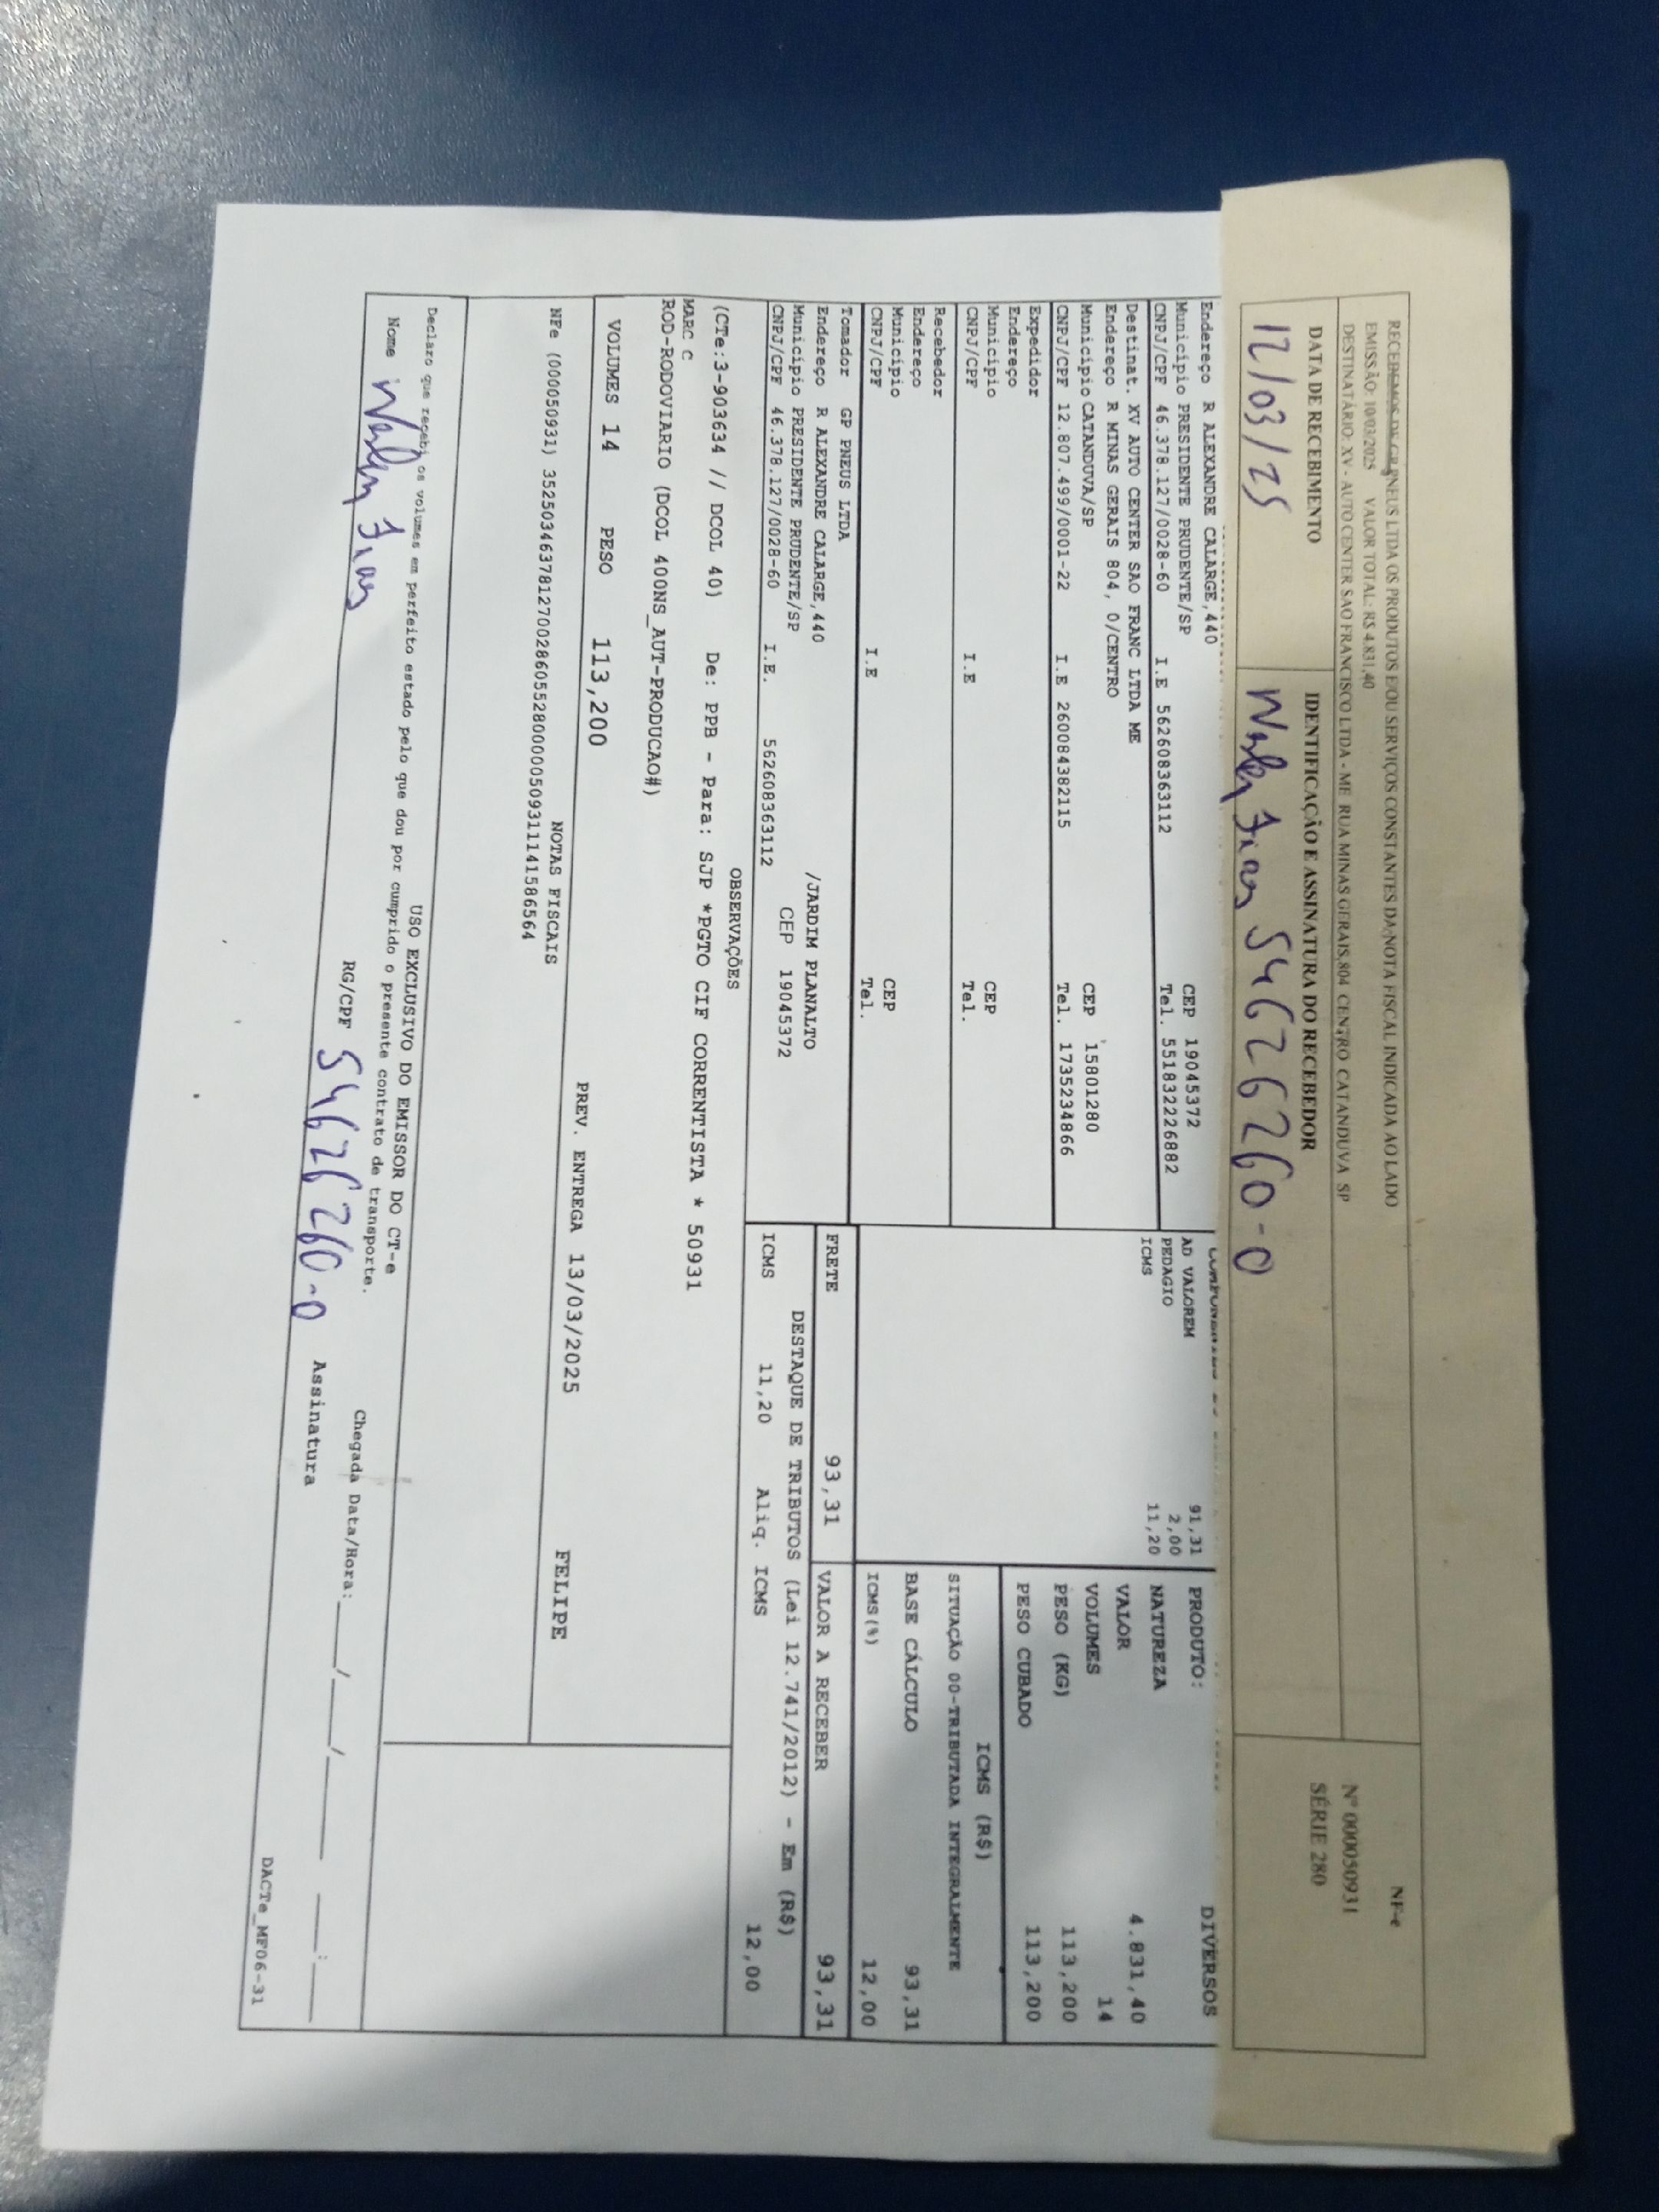 RECEBEMOS DE GP PNEUS LTDA OS PRODUTOS E/OU SERVIÇOS CONSTANTES DA NOTA FISCAL INDICADA AO LADO
EMISSÃO: 10/03/2025 VALOR TOTAL: R$ 4.831,40
DESTINATÁRIO: XV - AUTO CENTER SAO FRANCISCO LTDA - ME RUA MINAS GERAIS,804 CENTRO CATANDUVA SP
NF-e
Nº 000050931
SÉRIE 280
DATA DE RECEBIMENTO
12/03/25
IDENTIFICAÇÃO E ASSINATURA DO RECEBEDOR
54626260-0
Endereço R ALEXANDRE CALARGE,440
Município PRESIDENTE PRUDENTE/SP CEP 19045372
CNPJ/CPF 46.378.127/0028-60 I.E 562608363112 Tel. 551832226882
Destinat. XV AUTO CENTER SAO FRANC LTDA ME
Endereço R MINAS GERAIS 804, 0/CENTRO
Município CATANDUVA/SP CEP 15801280
CNPJ/CPF 12.807.499/0001-22 I.E 260084382115 Tel. 1735234866
Expedidor
Endereço
Município CEP
CNPJ/CPF I.E Tel.
Recebedor
Endereço
Município CEP
CNPJ/CPF I.E Tel.
Tomador GP PNEUS LTDA
Endereço R ALEXANDRE CALARGE,440 /JARDIM PLANALTO
Município PRESIDENTE PRUDENTE/SP CEP 19045372
CNPJ/CPF 46.378.127/0028-60 I.E. 562608363112
AD VALOREM 91,31
PEDAGIO 2,00
ICMS 11,20
PRODUTO: DIVERSOS
NATUREZA
VALOR 4.831,40
VOLUMES 14
PESO (KG) 113,200
PESO CUBADO 113,200
ICMS (R$)
SITUAÇÃO 00-TRIBUTADA INTEGRALMENTE
BASE CÁLCULO 93,31
ICMS(%) 12,00
FRETE 93,31 VALOR A RECEBER 93,31
DESTAQUE DE TRIBUTOS (Lei 12.741/2012) - Em (R$)
ICMS 11,20 Aliq. ICMS 12,00
OBSERVAÇÕES
(CTe:3-903634 // DCOL 40) De: PPB - Para: SJP *PGTO CIF CORRENTISTA * 50931
MARC C
ROD-RODOVIARIO (DCOL 400NS_AUT-PRODUCAO#)
VOLUMES 14 PESO 113,200 PREV. ENTREGA 13/03/2025 FELIPE
NOTAS FISCAIS
NFe (000050931) 35250346378127002860552800000509311141586564
USO EXCLUSIVO DO EMISSOR DO CT-e
Declaro que recebi os volumes em perfeito estado pelo que dou por cumprido o presente contrato de transporte.
Chegada Data/Hora:____/____/______ ____:____
Nome RG/CPF 54626260-0 Assinatura
DACTe_MF06-31